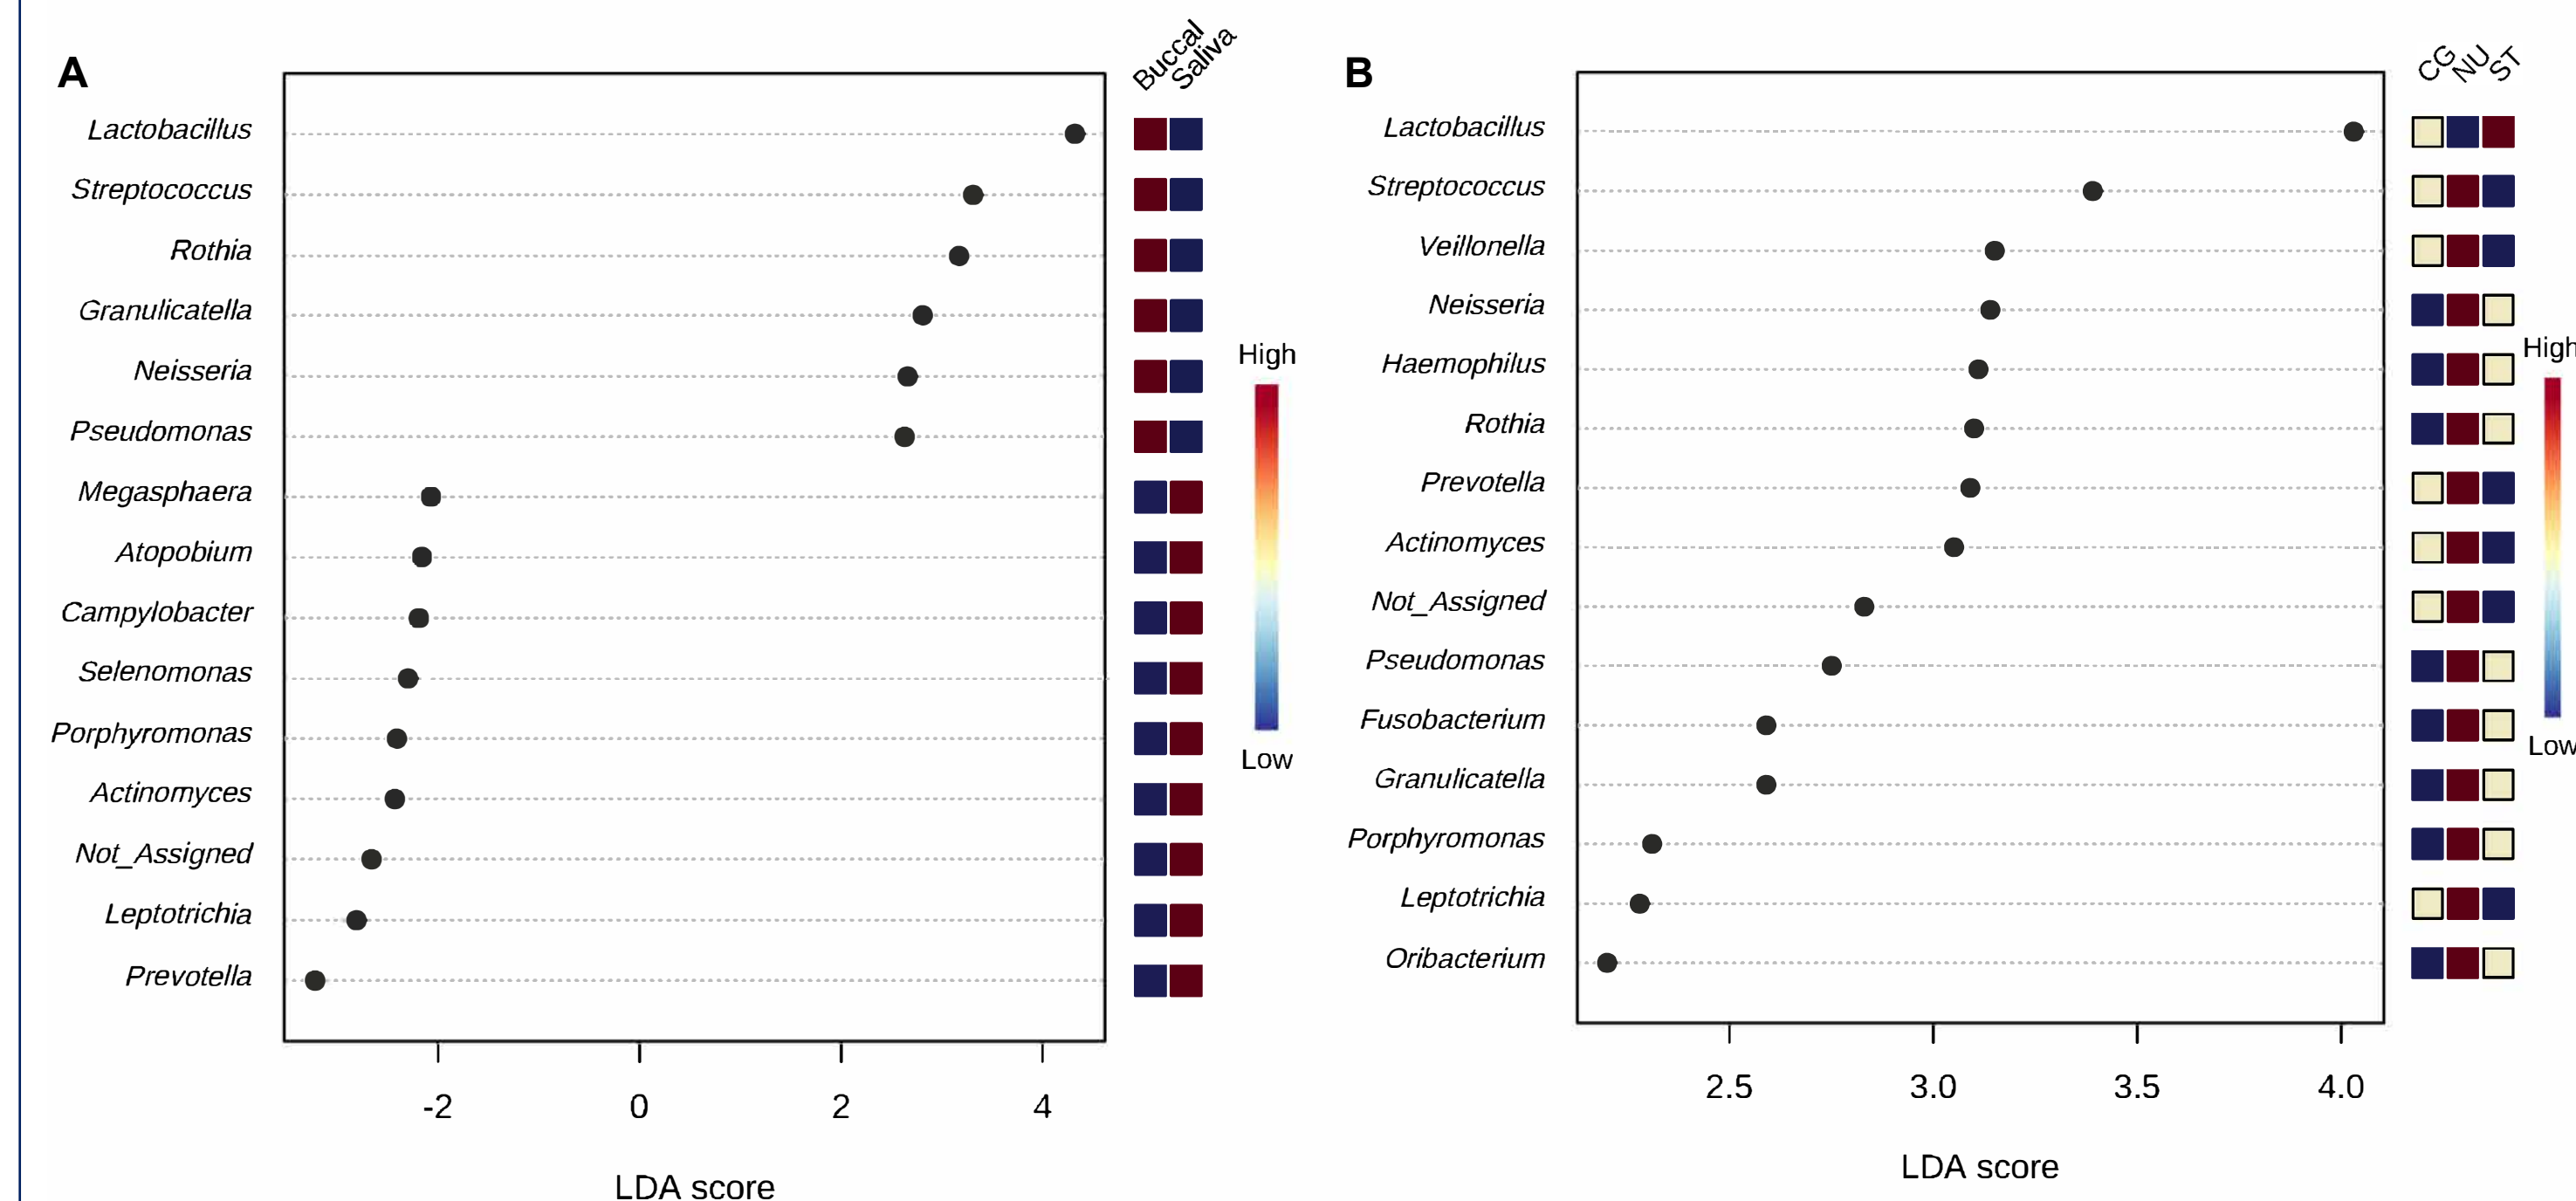 A
Buccal
Saliva
Lactobacillus
Streptococcus
Rothia
Granulicatella
Neisseria
Pseudomonas
Megasphaera
Atopobium
Campylobacter
Selenomonas
Porphyromonas
Actinomyces
Not_Assigned
Leptotrichia
Prevotella
-2 0 2 4
LDA score
High
Low
B
CG
NU
ST
Lactobacillus
Streptococcus
Veillonella
Neisseria
Haemophilus
Rothia
Prevotella
Actinomyces
Not_Assigned
Pseudomonas
Fusobacterium
Granulicatella
Porphyromonas
Leptotrichia
Oribacterium
2.5 3.0 3.5 4.0
LDA score
High
Low